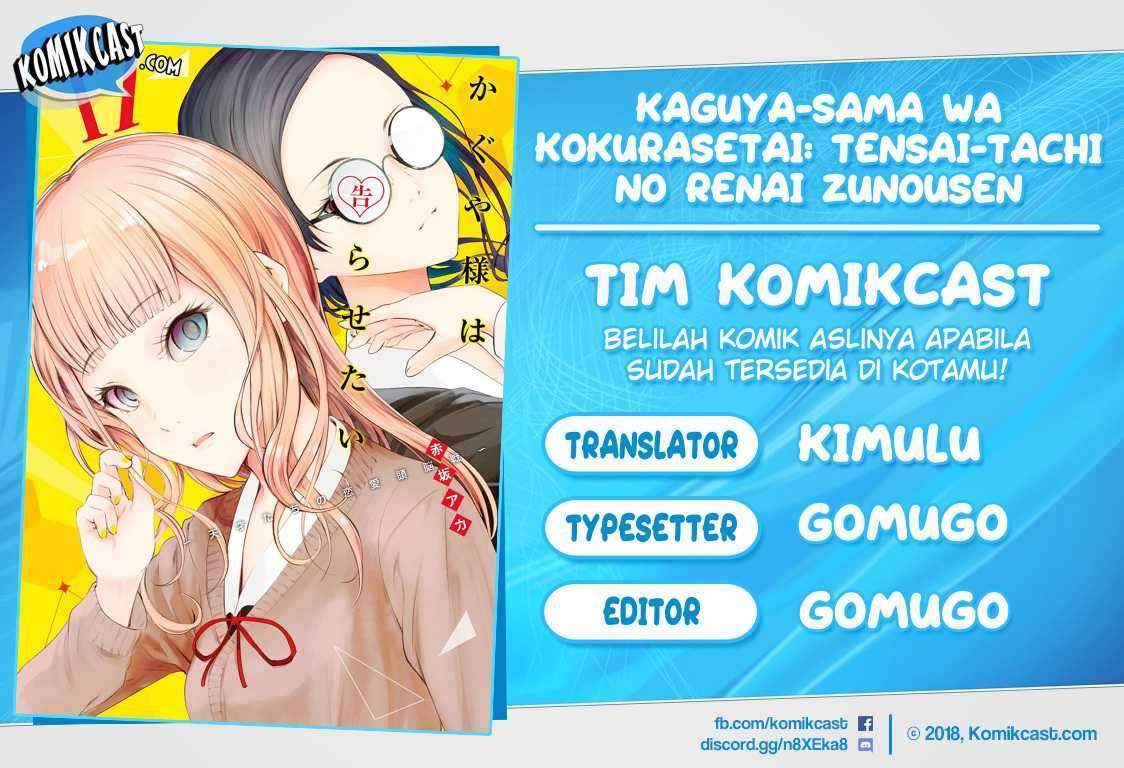 KOMIKCAST
.COM
17
かぐや様は
告らせたい
赤坂アカ
KAGUYA-SAMA WA
KOKURASETAI: TENSAI-TACHI
NO RENAI ZUNOUSEN
TIM KOMIKCAST
BELILAH KOMIK ASLINYA APABILA
SUDAH TERSEDIA DI KOTAMU!
TRANSLATOR KIMULU
TYPESETTER GOMUGO
EDITOR GOMUGO
fb.com/komikcast
discord.gg/n8XEka8
© 2018, Komikcast.com